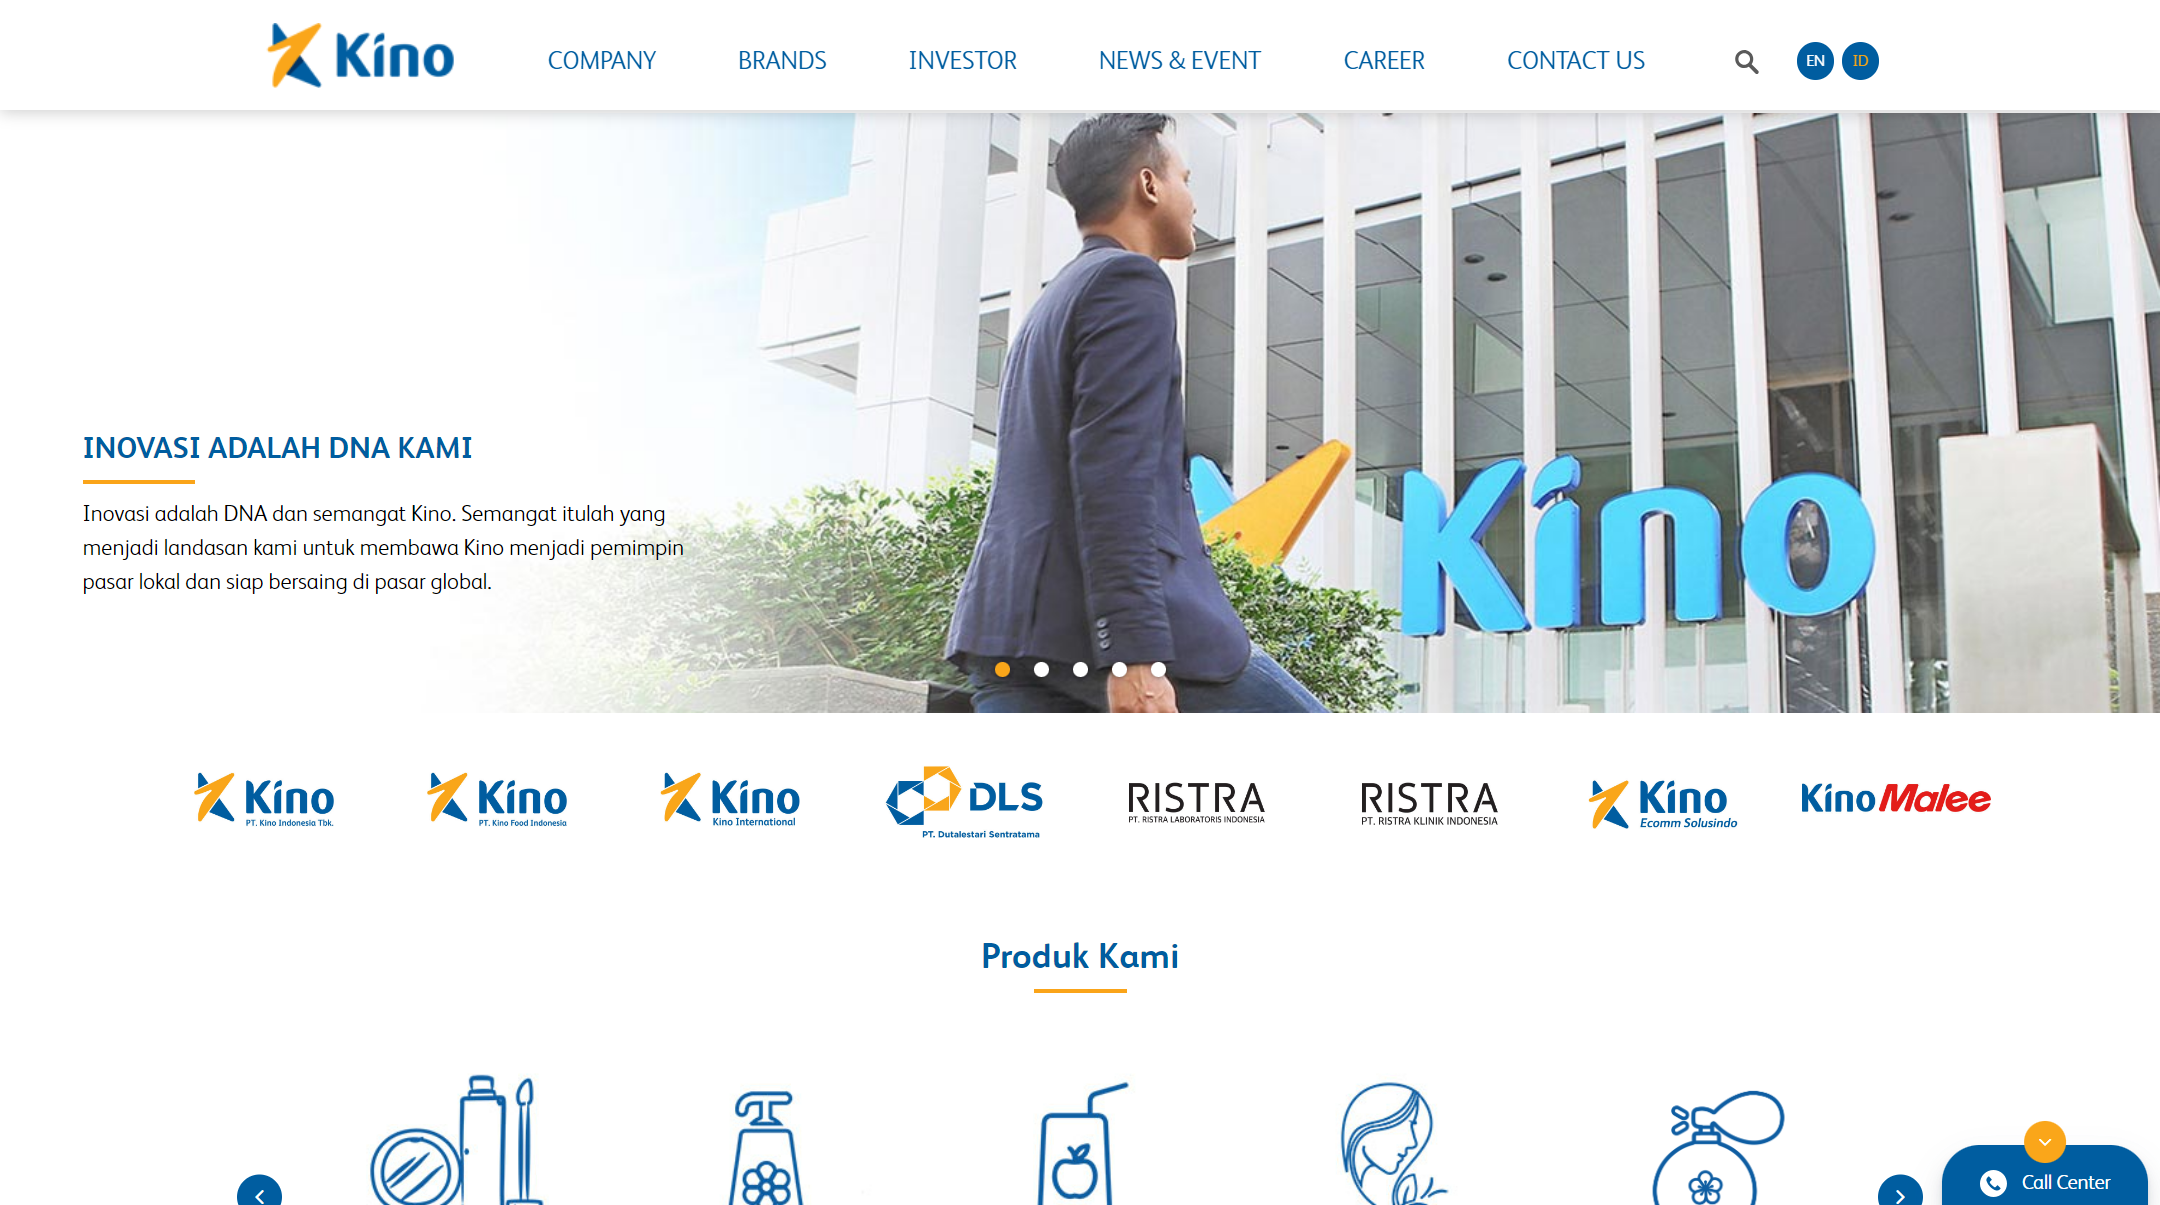 Kino
COMPANY
BRANDS
INVESTOR
NEWS & EVENT
CAREER
CONTACT US
EN
ID
Kino
INOVASI ADALAH DNA KAMI
Inovasi adalah DNA dan semangat Kino. Semangat itulah yang
menjadi landasan kami untuk membawa Kino menjadi pemimpin
pasar lokal dan siap bersaing di pasar global.
Kino
PT. Kino Indonesia Tbk.
Kino
PT. Kino Food Indonesia
Kino
Kino International
DLS
PT. Dutalestari Sentratama
RISTRA
PT. RISTRA LABORATORIS INDONESIA
RISTRA
PT. RISTRA KLINIK INDONESIA
Kino
Ecomm Solusindo
Kino Malee
Produk Kami
Call Center